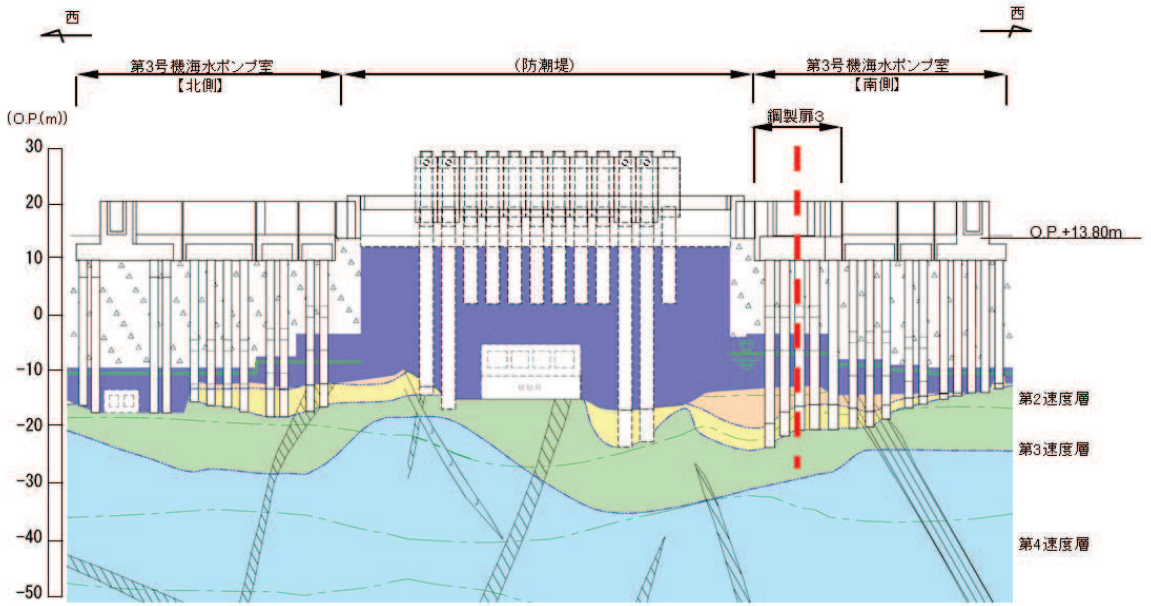 西
西
第3号機海水ポンプ室
【北側】
(防潮堤)
第3号機海水ポンプ室
【南側】
鋼製扉3
(O.P.(m))
30
20
10
0
-10
-20
-30
-40
-50
O.P.+13.80m
MMR
第2速度層
第3速度層
第4速度層